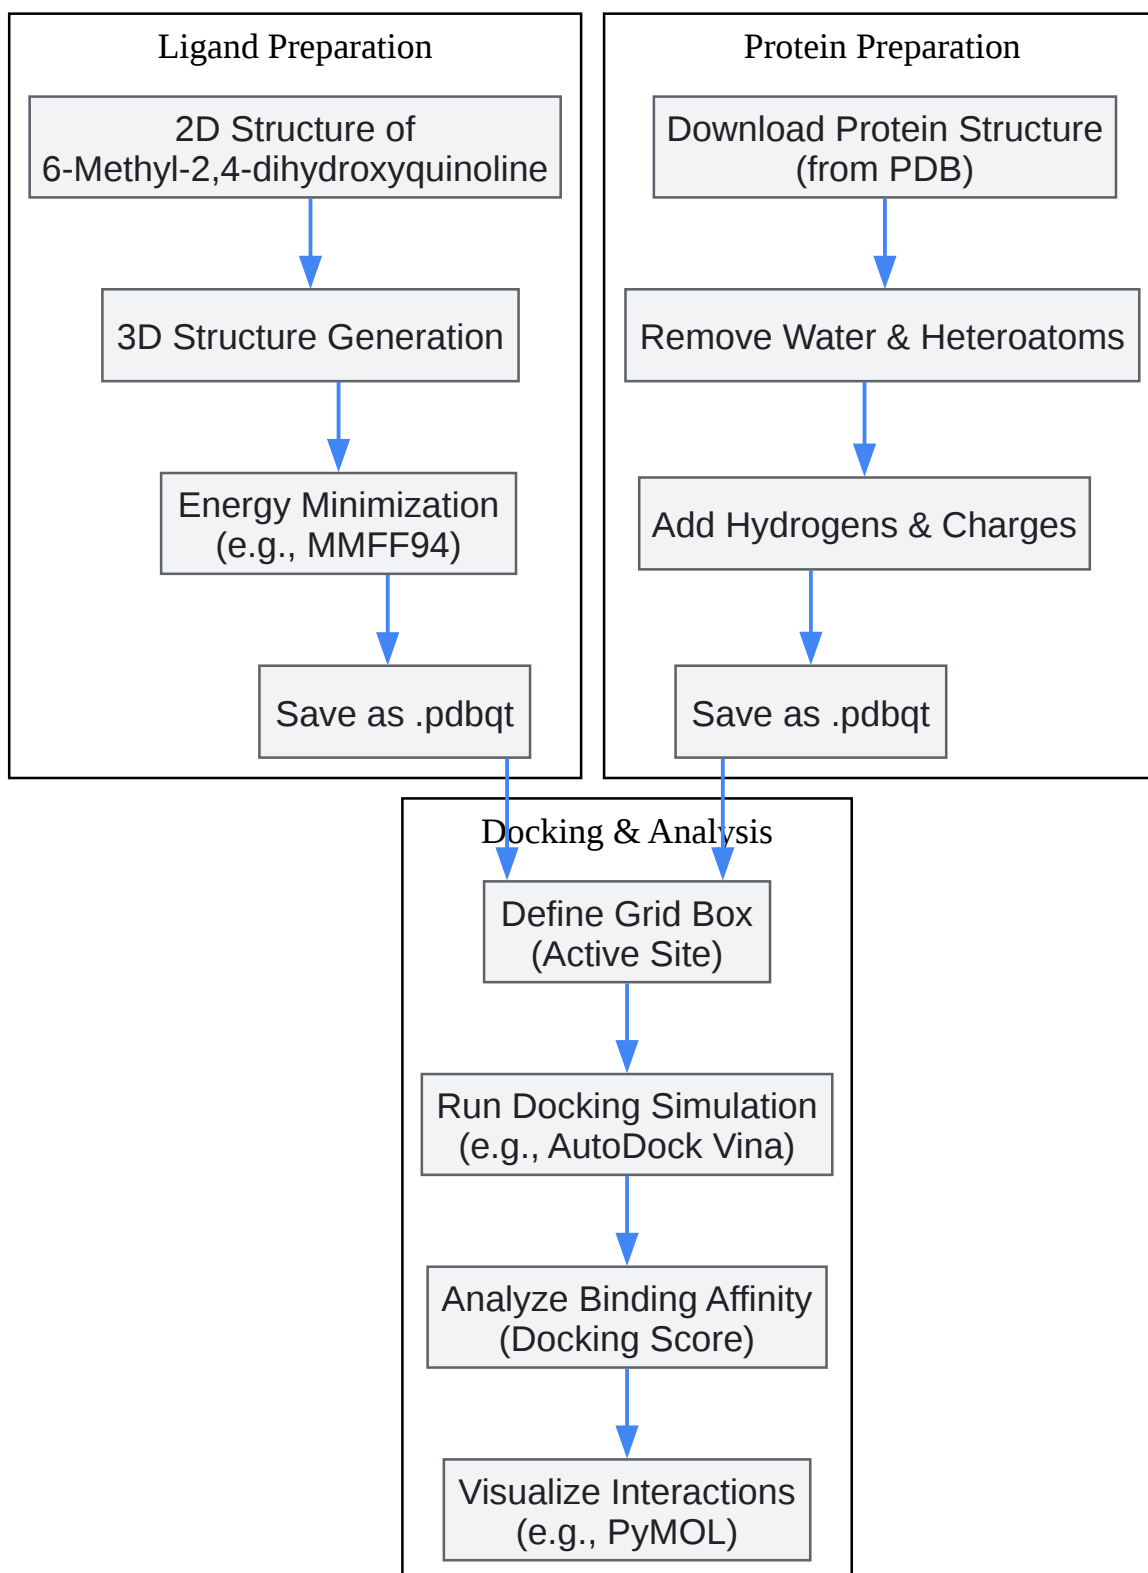 Ligand Preparation
2D Structure of
6-Methyl-2,4-dihydroxyquinoline
3D Structure Generation
Energy Minimization
(e.g., MMFF94)
Save as .pdbqt
Protein Preparation
Download Protein Structure
(from PDB)
Remove Water & Heteroatoms
Add Hydrogens & Charges
Save as .pdbqt
Docking & Analysis
Define Grid Box
(Active Site)
Run Docking Simulation
(e.g., AutoDock Vina)
Analyze Binding Affinity
(Docking Score)
Visualize Interactions
(e.g., PyMOL)